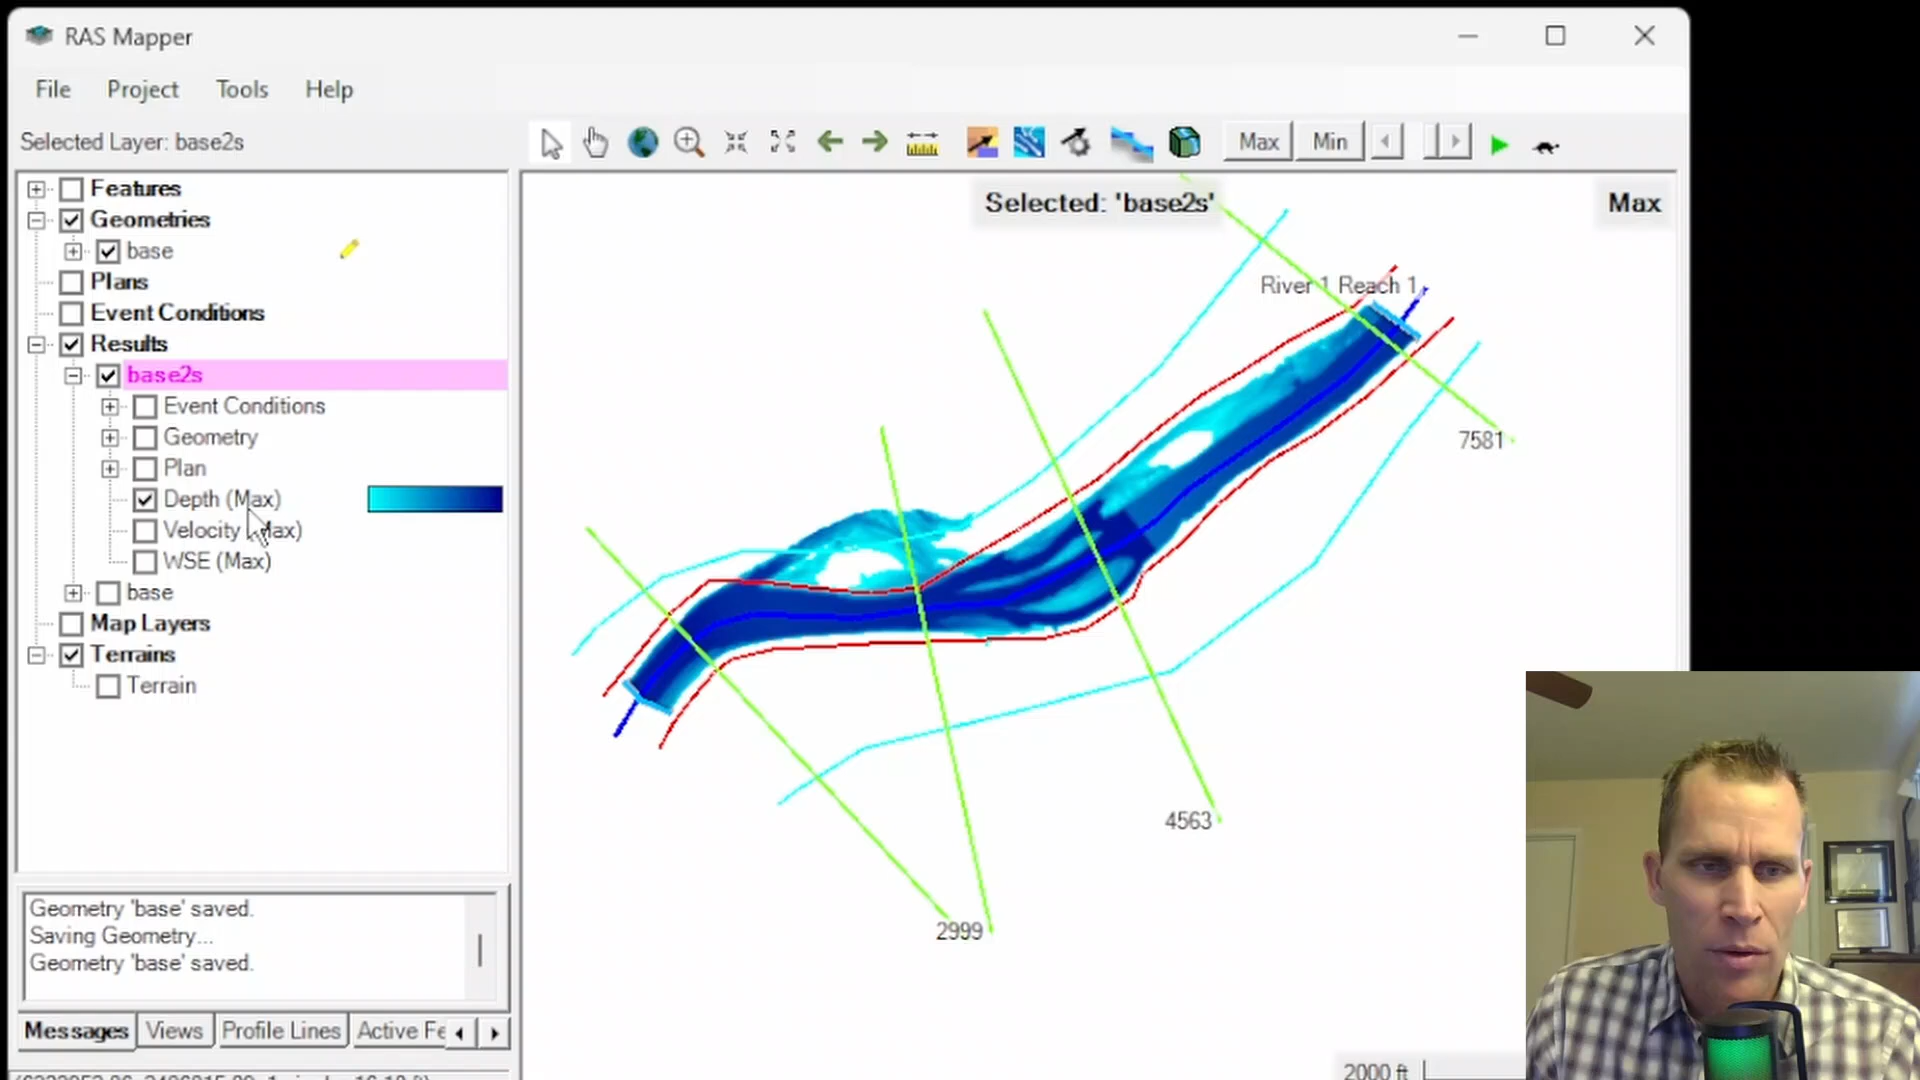 RAS Mapper
File Project Tools Help
Selected Layer: base2s
Max Min
Features
Geometries
base
Plans
Event Conditions
Results
base2s
Event Conditions
Geometry
Plan
Depth (Max)
Velocity (Max)
WSE (Max)
base
Map Layers
Terrains
Terrain
Selected: 'base2s'
Max
River 1 Reach 1
7581
4563
2999
2000 ft
Geometry 'base' saved.
Saving Geometry...
Geometry 'base' saved.
Messages Views Profile Lines Active Fe